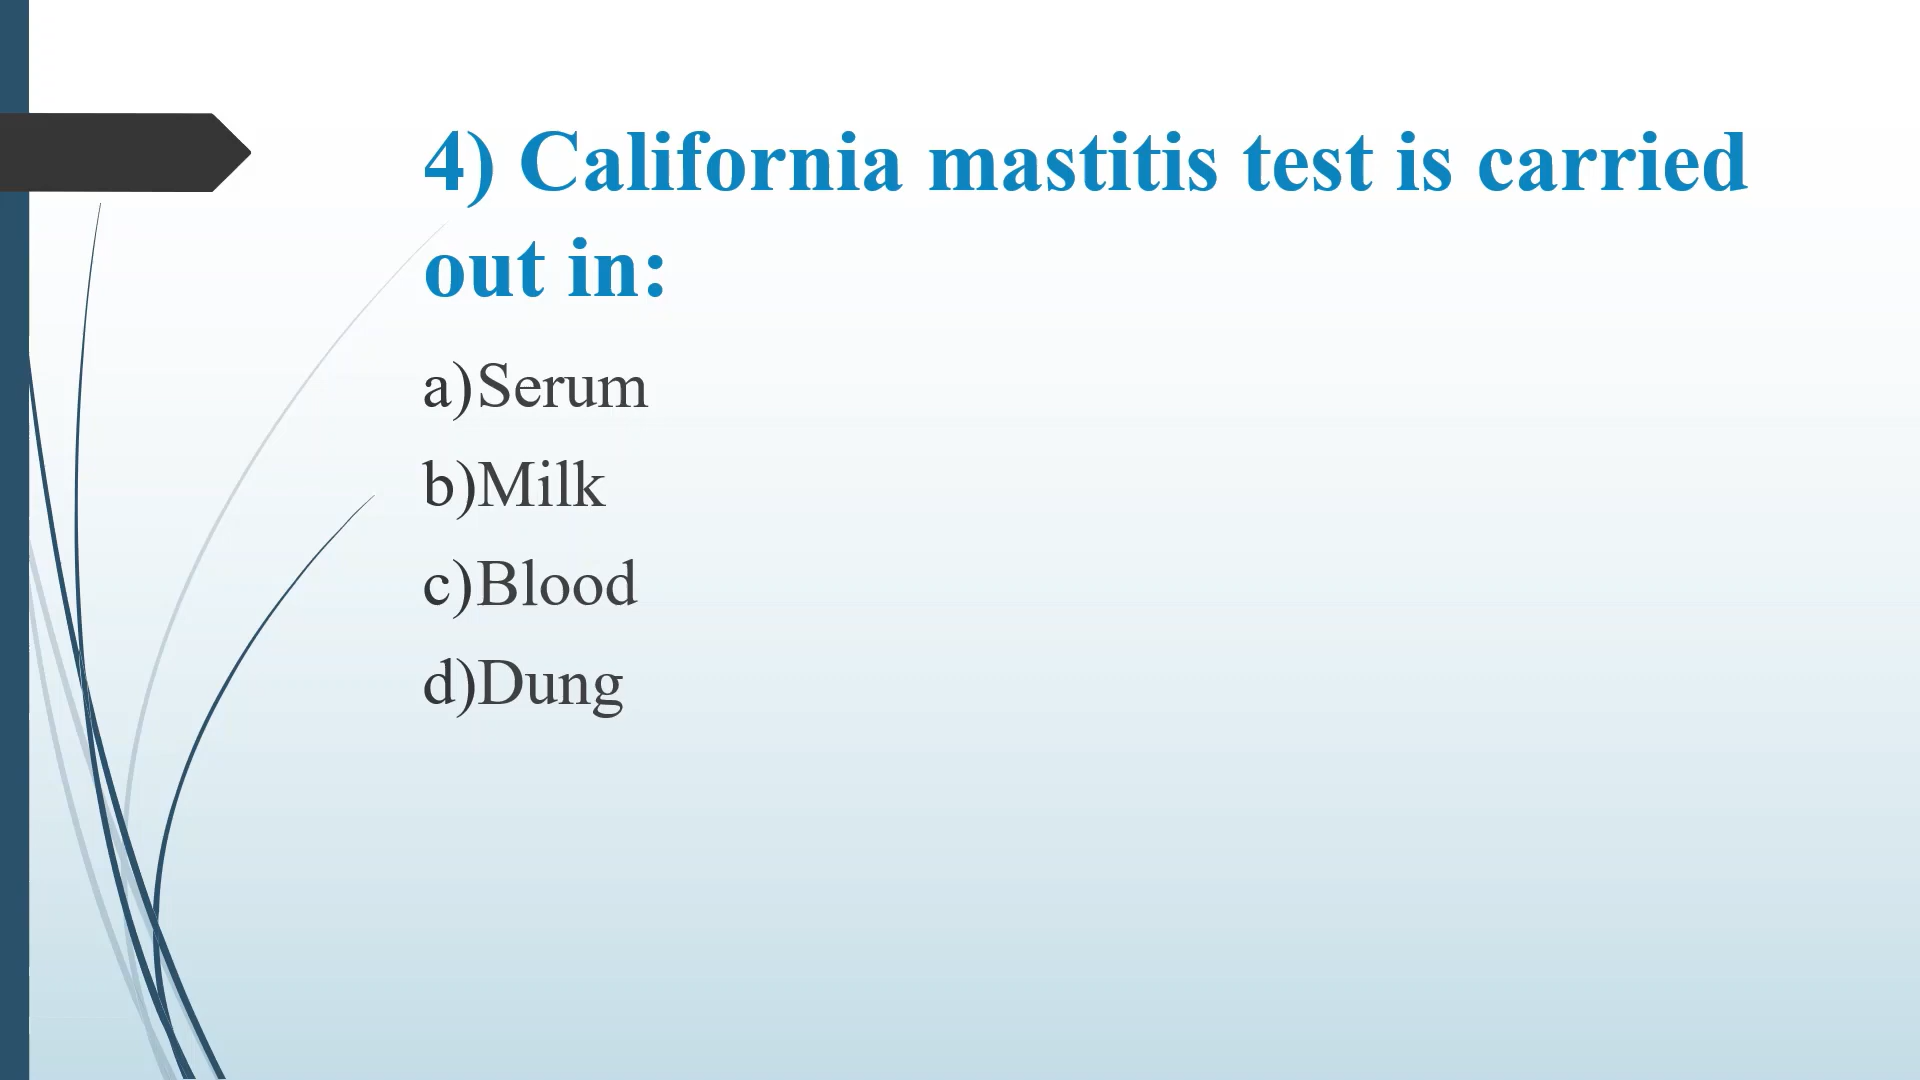 4) California mastitis test is carried
out in:
a)Serum
b)Milk
c)Blood
d)Dung